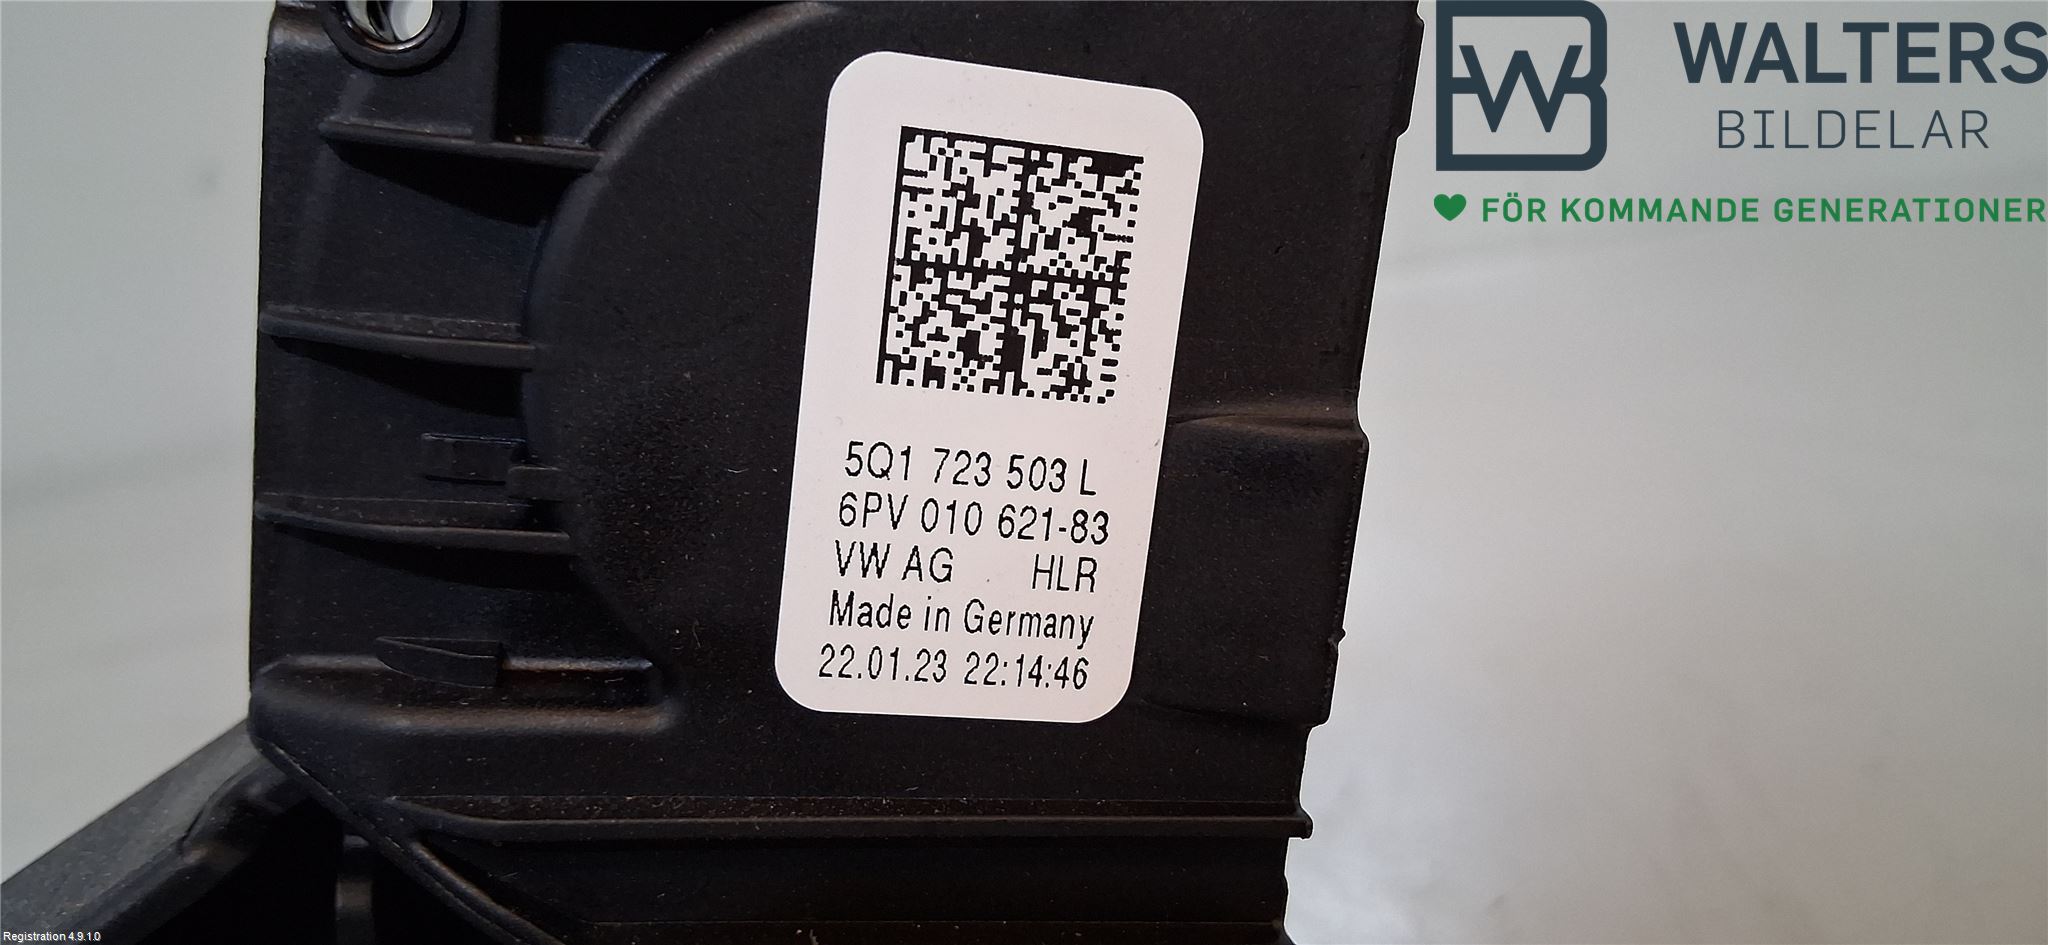 WALTERS
BILDELAR
FÖR KOMMANDE GENERATIONER
5Q1 723 503 L
6PV 010 621-83
VW AG HLR
Made in Germany
22.01.23 22:14:46
Registration 4.9.1.0